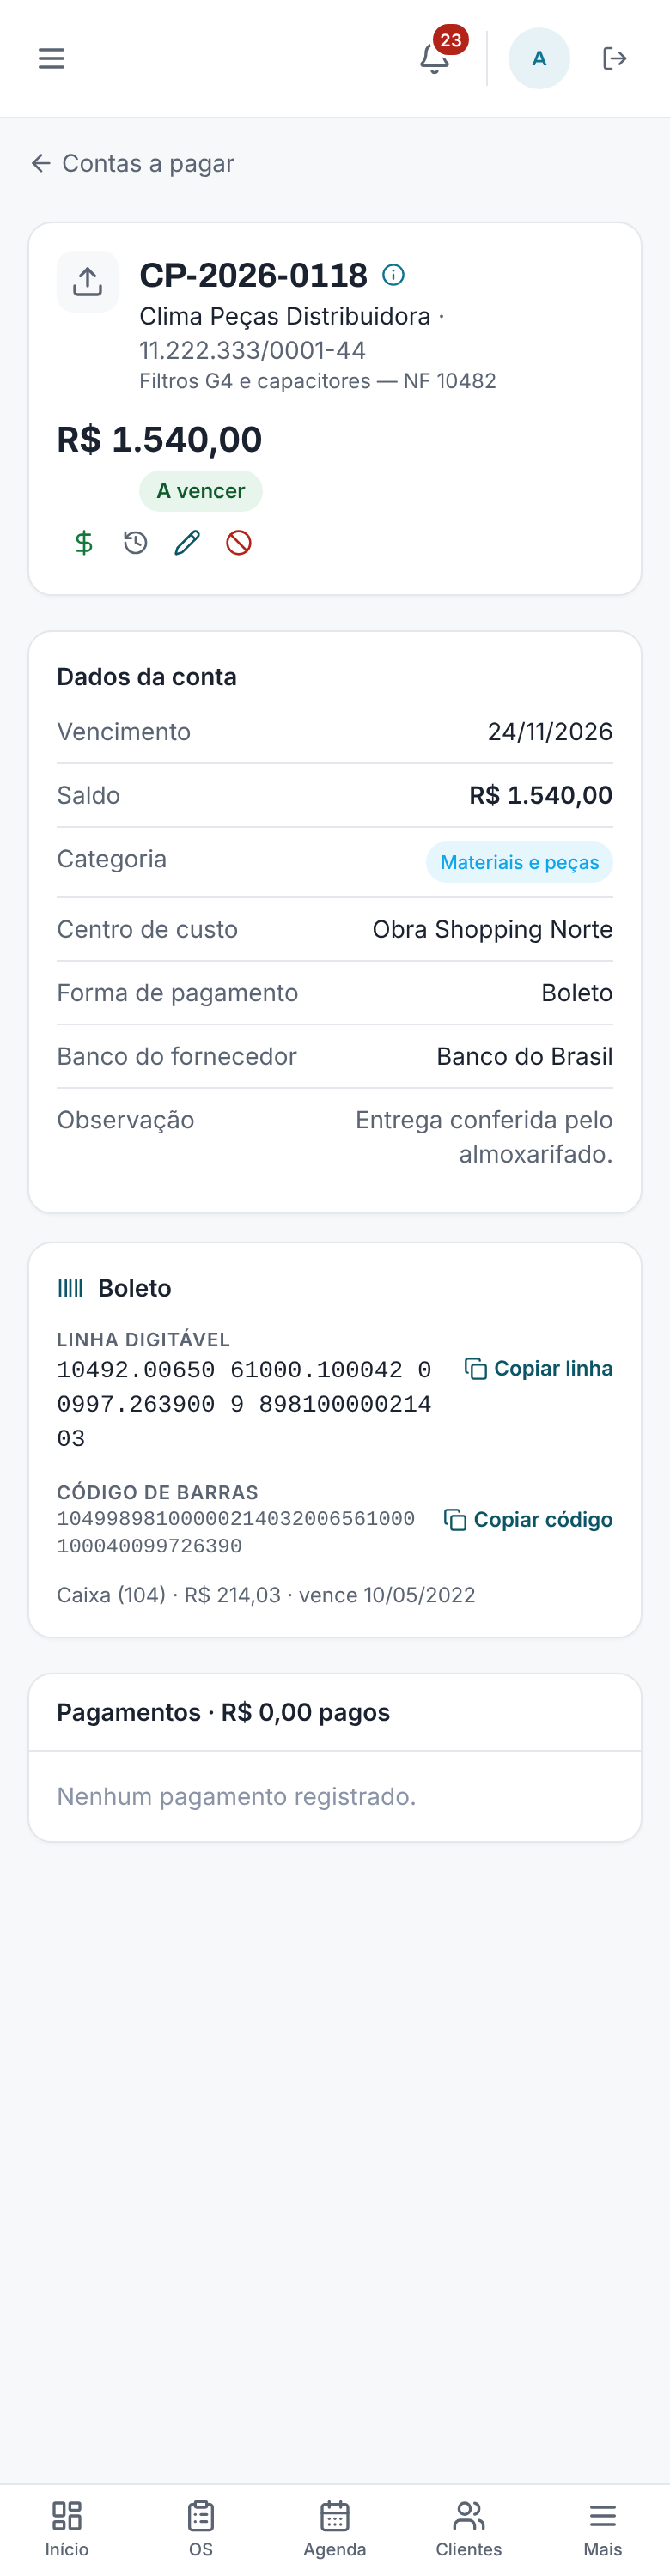 23
A
Contas a pagar
CP-2026-0118
Clima Peças Distribuidora ·
11.222.333/0001-44
Filtros G4 e capacitores — NF 10482
R$ 1.540,00
A vencer
Dados da conta
Vencimento 24/11/2026
Saldo R$ 1.540,00
Categoria Materiais e peças
Centro de custo Obra Shopping Norte
Forma de pagamento Boleto
Banco do fornecedor Banco do Brasil
Observação Entrega conferida pelo
almoxarifado.
Boleto
LINHA DIGITÁVEL
10492.00650 61000.100042 0
0997.263900 9 898100000214
03
Copiar linha
CÓDIGO DE BARRAS
10499898100000214032006561000
100040099726390
Copiar código
Caixa (104) · R$ 214,03 · vence 10/05/2022
Pagamentos · R$ 0,00 pagos
Nenhum pagamento registrado.
Início OS Agenda Clientes Mais